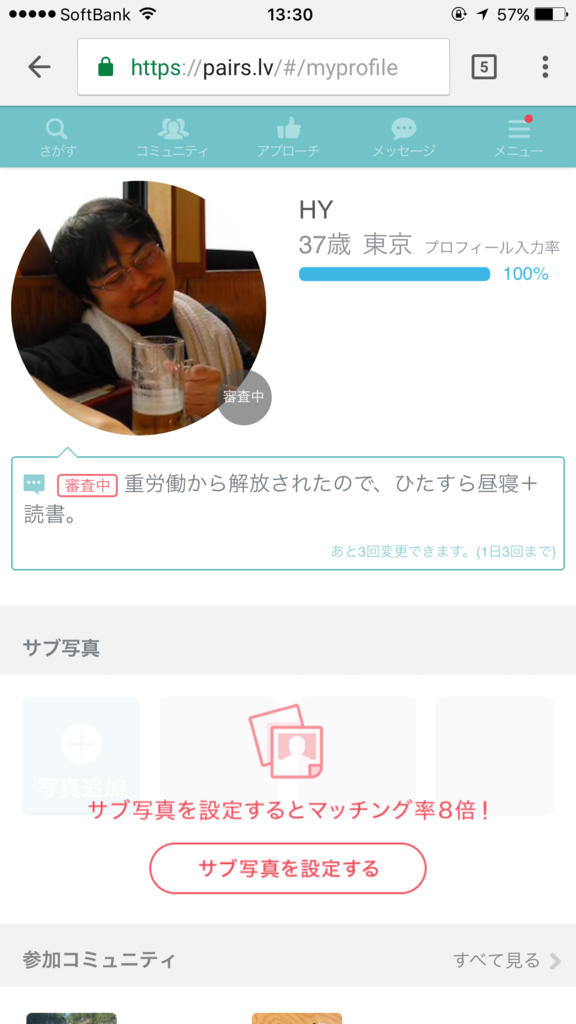 SoftBank 13:30 57%
https://pairs.lv/#/myprofile 5
さがす コミュニティ アプローチ メッセージ メニュー
HY
37歳 東京 プロフィール入力率
100%
審査中
審査中 重労働から解放されたので、ひたすら昼寝＋
読書。
あと3回変更できます。(1日3回まで)
サブ写真
写真追加
サブ写真を設定するとマッチング率8倍！
サブ写真を設定する
参加コミュニティ すべて見る